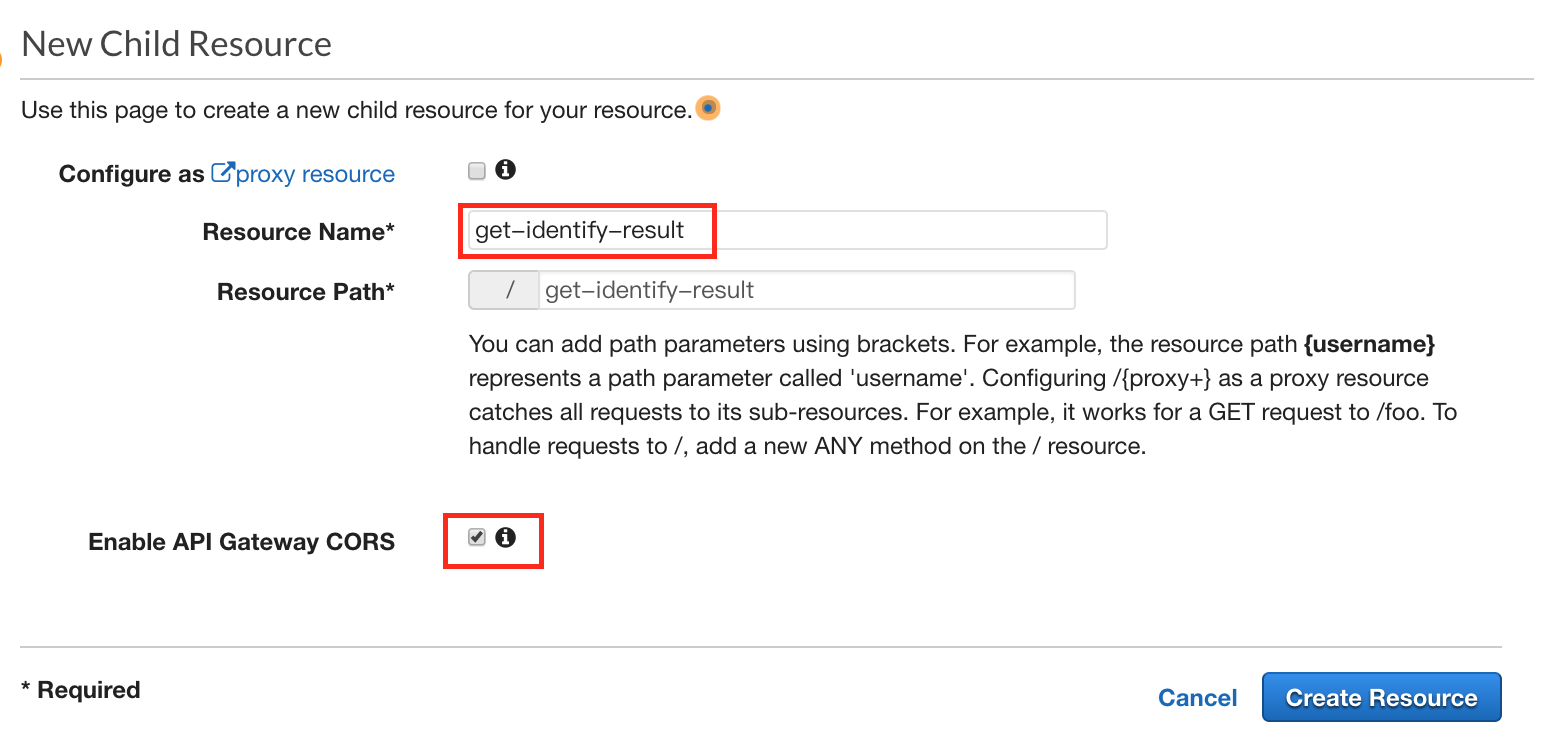 New Child Resource
Use this page to create a new child resource for your resource.
Configure as proxy resource
Resource Name* get–identify–result
Resource Path* / get–identify–result
You can add path parameters using brackets. For example, the resource path {username}
represents a path parameter called 'username'. Configuring /{proxy+} as a proxy resource
catches all requests to its sub-resources. For example, it works for a GET request to /foo. To
handle requests to /, add a new ANY method on the / resource.
Enable API Gateway CORS
* Required
Cancel Create Resource